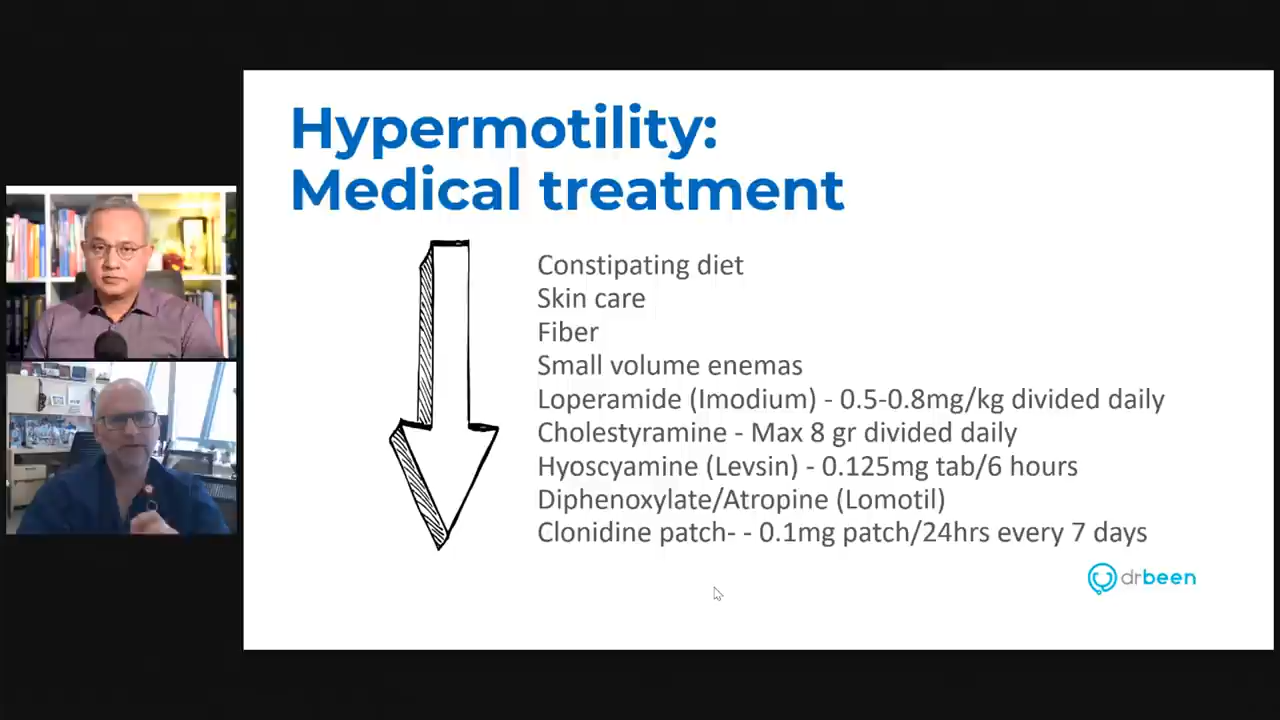 Hypermotility:
Medical treatment
Constipating diet
Skin care
Fiber
Small volume enemas
Loperamide (Imodium) - 0.5-0.8mg/kg divided daily
Cholestyramine - Max 8 gr divided daily
Hyoscyamine (Levsin) - 0.125mg tab/6 hours
Diphenoxylate/Atropine (Lomotil)
Clonidine patch- - 0.1mg patch/24hrs every 7 days
drbeen